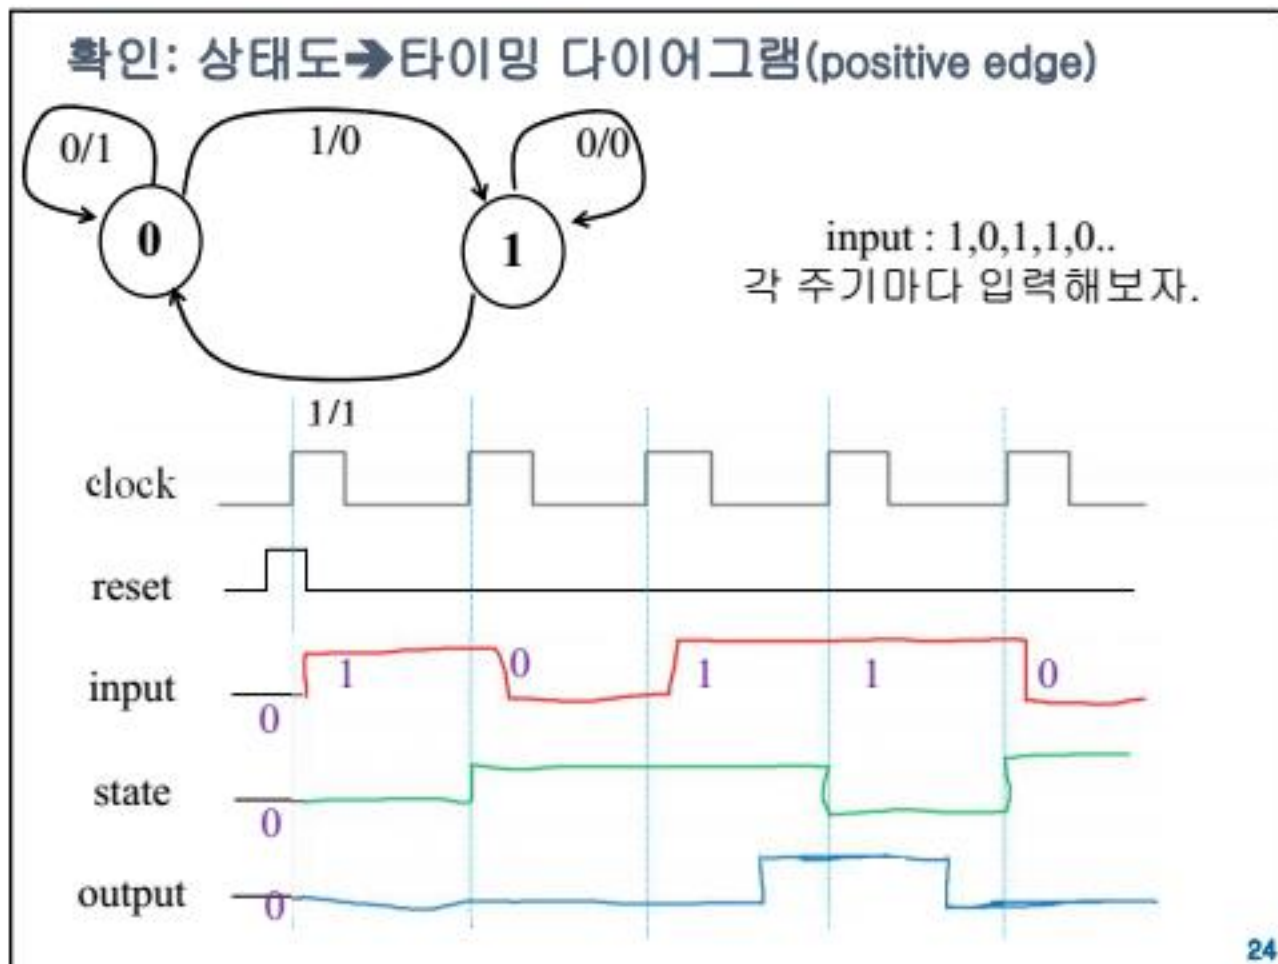 확인: 상태도➔타이밍 다이어그램(positive edge)
0/1
1/0
0/0
0
1
input : 1,0,1,1,0..
각 주기마다 입력해보자.
1/1
clock
reset
input
0 1 0 1 1 0
state
0
output
0
24